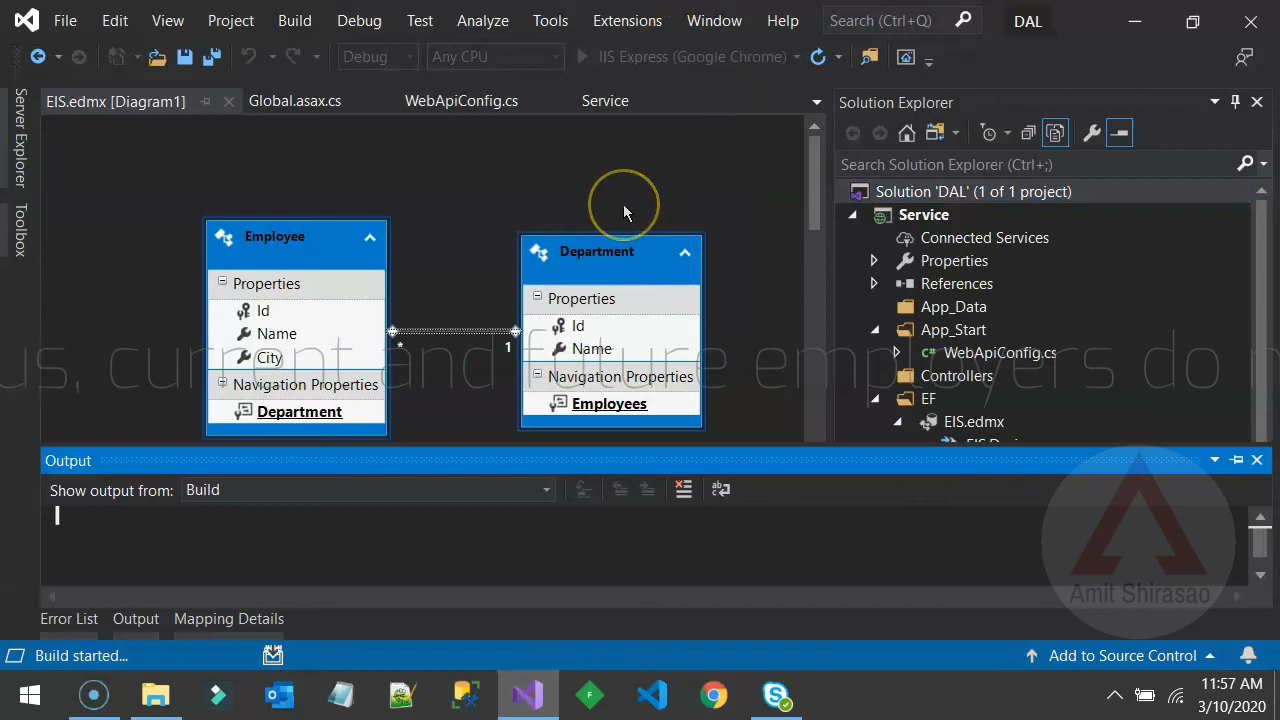 File Edit View Project Build Debug Test Analyze Tools Extensions Window Help Search (Ctrl+Q) DAL
Debug Any CPU IIS Express (Google Chrome)
Server Explorer
Toolbox
EIS.edmx [Diagram1] Global.asax.cs WebApiConfig.cs Service
Employee
Properties
Id
Name
City
Navigation Properties
Department
* 1
Department
Properties
Id
Name
Navigation Properties
Employees
us, current and future employers do
Solution Explorer
Search Solution Explorer (Ctrl+;)
Solution 'DAL' (1 of 1 project)
Service
Connected Services
Properties
References
App_Data
App_Start
C# WebApiConfig.cs
Controllers
EF
EIS.edmx
Output
Show output from: Build
Amit Shirasao
Error List Output Mapping Details
Build started... Add to Source Control
11:57 AM
3/10/2020